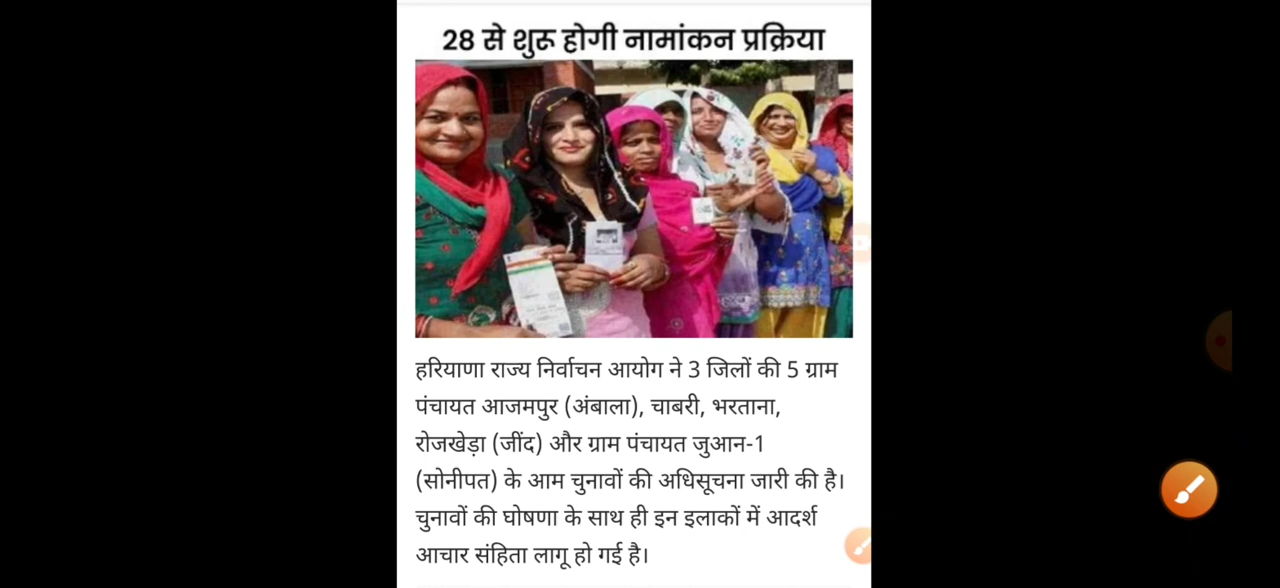 28 से शुरू होगी नामांकन प्रक्रिया
हरियाणा राज्य निर्वाचन आयोग ने 3 जिलों की 5 ग्राम
पंचायत आजमपुर (अंबाला), चाबरी, भरताना,
रोजखेड़ा (जींद) और ग्राम पंचायत जुआन-1
(सोनीपत) के आम चुनावों की अधिसूचना जारी की है।
चुनावों की घोषणा के साथ ही इन इलाकों में आदर्श
आचार संहिता लागू हो गई है।